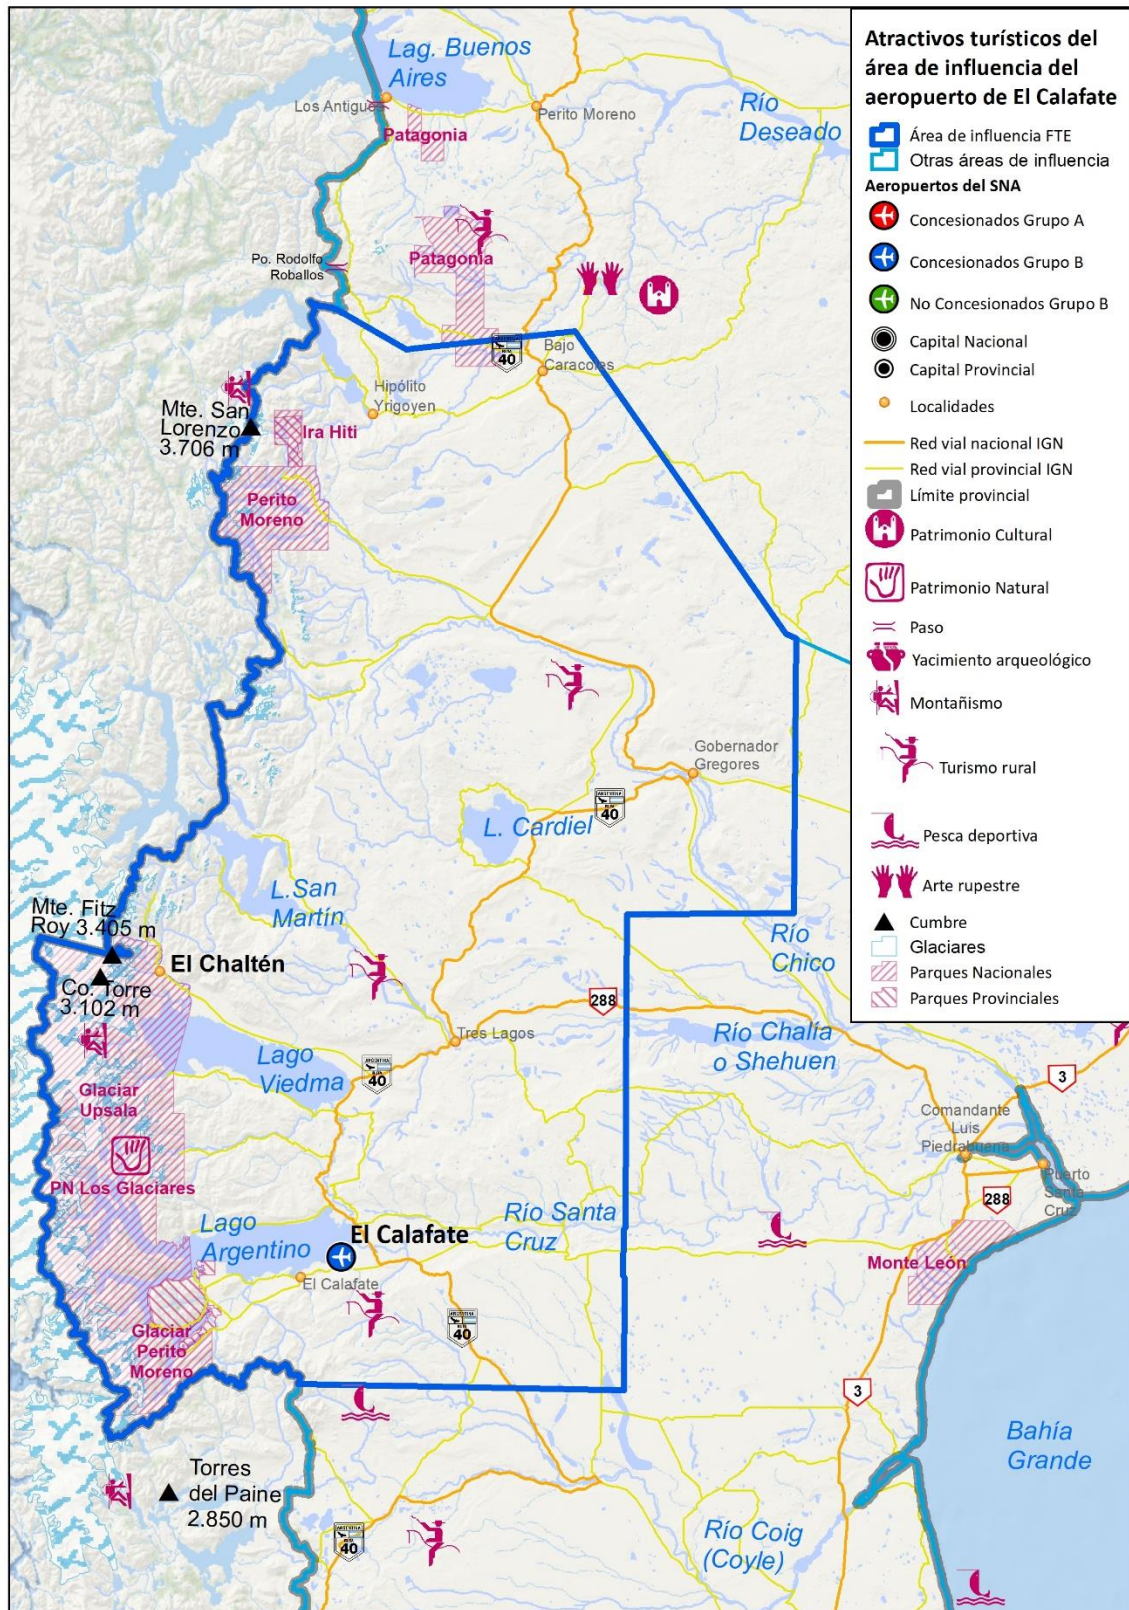 Atractivos turísticos del
área de influencia del
aeropuerto de El Calafate
Área de influencia FTE
Otras áreas de influencia
Aeropuertos del SNA
Concesionados Grupo A
Concesionados Grupo B
No Concesionados Grupo B
Capital Nacional
Capital Provincial
Localidades
Red vial nacional IGN
Red vial provincial IGN
Límite provincial
Patrimonio Cultural
Patrimonio Natural
Paso
Yacimiento arqueológico
Montañismo
Turismo rural
Pesca deportiva
Arte rupestre
Cumbre
Glaciares
Parques Nacionales
Parques Provinciales
Lag. Buenos
Aires
Los Antiguos
Perito Moreno
Río
Deseado
Patagonia
Patagonia
Po. Rodolfo
Roballos
40
Bajo
Caracoles
Hipólito
Yrigoyen
Mte. San
Lorenzo
3.706 m
Ira Hiti
Perito
Moreno
Gobernador
Gregores
40
L. Cardiel
L.San
Martín
Mte. Fitz
Roy 3.405 m
El Chaltén
Co. Torre
3.102 m
Río
Chico
288
Tres Lagos
Río Chalía
o Shehuen
Lago
Viedma
40
3
Glaciar
Upsala
Comandante
Luis
Piedrabuena
Puerto
Santa
Cruz
288
PN Los Glaciares
Río Santa
Cruz
Lago
Argentino
El Calafate
El Calafate
Monte León
40
Glaciar
Perito
Moreno
3
Bahía
Grande
Torres
del Paine
2.850 m
40
Río Coig
(Coyle)